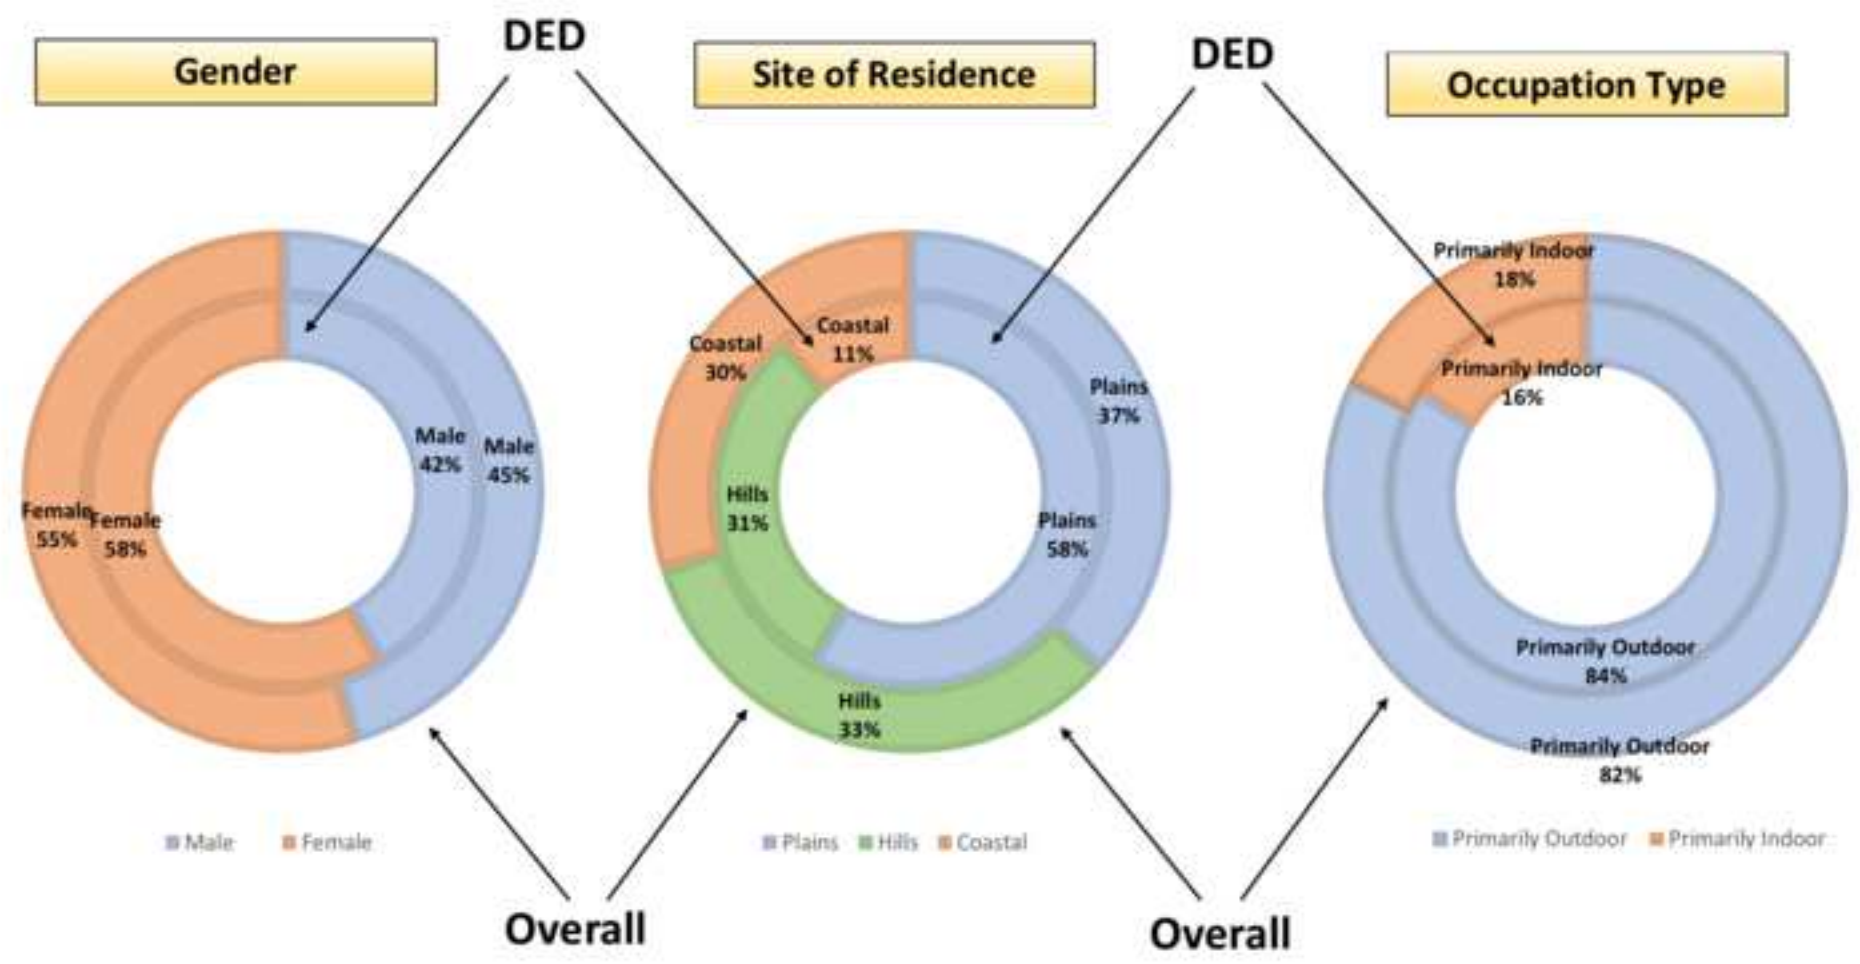 DED
DED
Gender
Site of Residence
Occupation Type
Male
42%
Male
45%
Female
55%
Female
58%
Coastal
11%
Coastal
30%
Plains
37%
Hills
31%
Plains
58%
Hills
33%
Primarily Indoor
18%
Primarily Indoor
16%
Primarily Outdoor
84%
Primarily Outdoor
82%
Male Female
Plains Hills Coastal
Primarily Outdoor Primarily Indoor
Overall
Overall